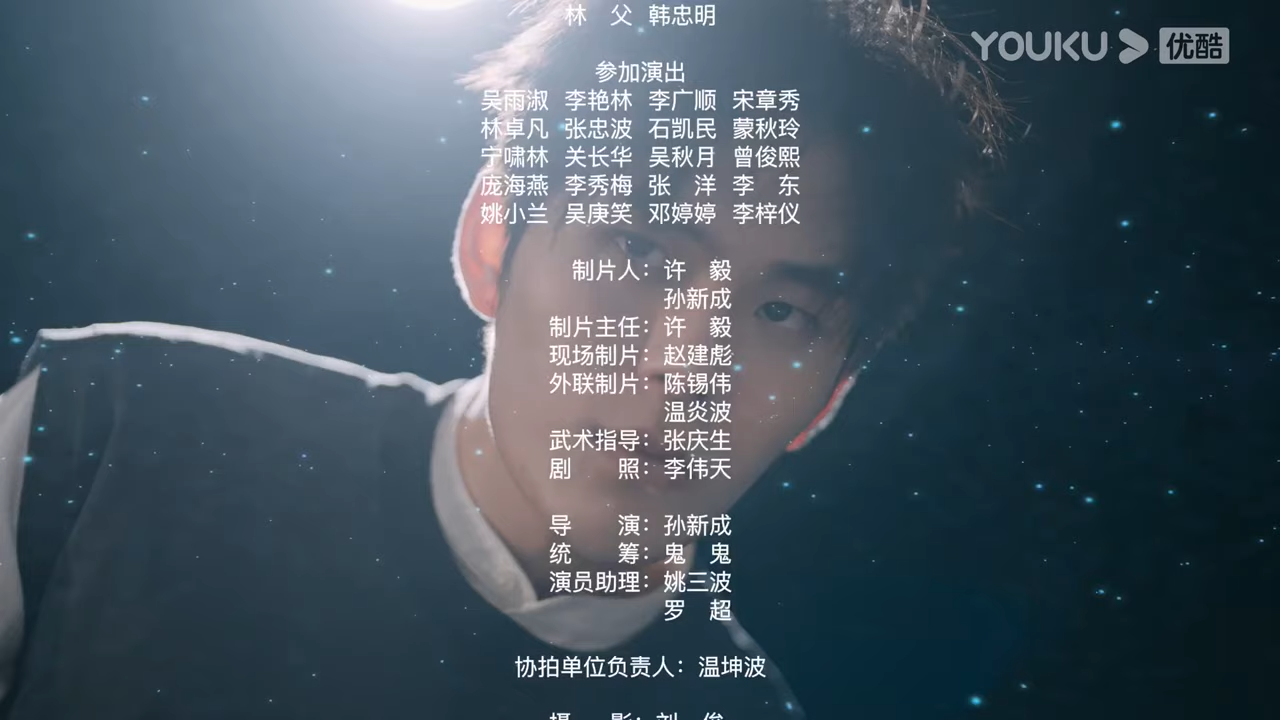 林　父 韩忠明
YOUKU 优酷
参加演出
吴雨淑 李艳林 李广顺 宋章秀
林卓凡 张忠波 石凯民 蒙秋玲
宁啸林 关长华 吴秋月 曾俊熙
庞海燕 李秀梅 张　洋 李　东
姚小兰 吴庚笑 邓婷婷 李梓仪
制片人：许　毅
孙新成
制片主任：许　毅
现场制片：赵建彪
外联制片：陈锡伟
温炎波
武术指导：张庆生
剧　　照：李伟天
导　　演：孙新成
统　　筹：鬼　鬼
演员助理：姚三波
罗　超
协拍单位负责人：温坤波
摄　　影：刘　俊